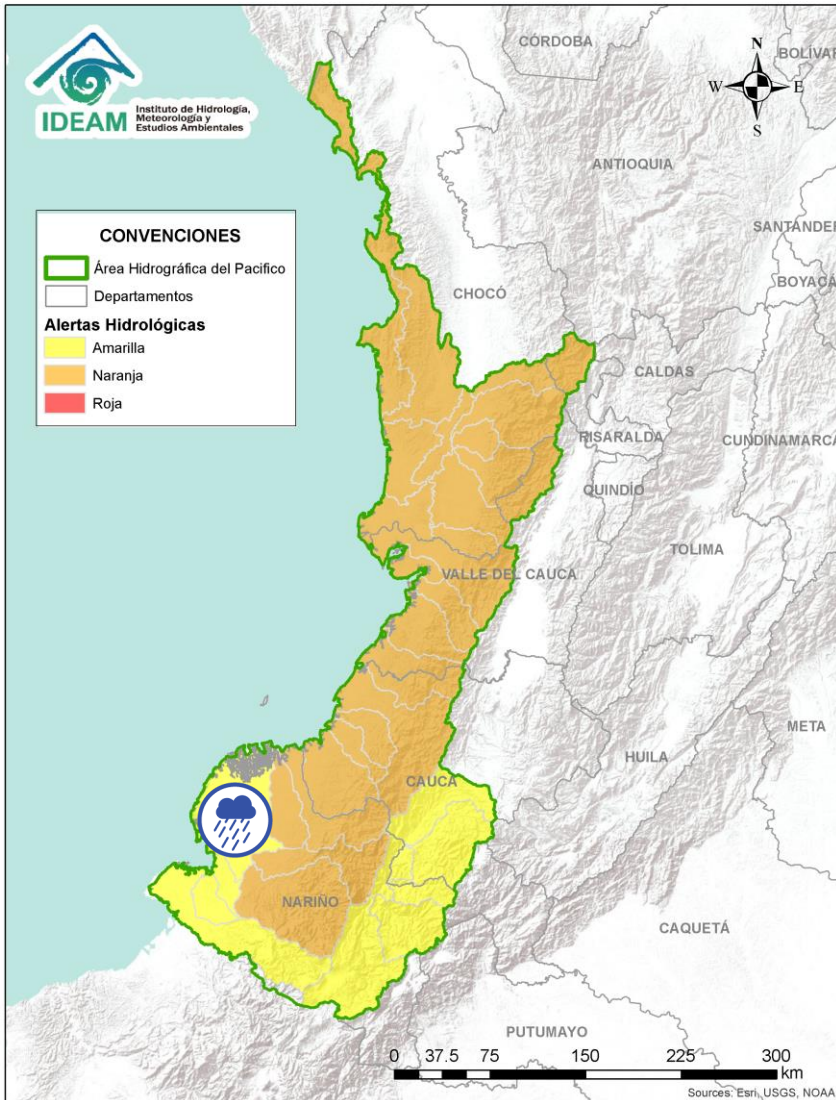 IDEAM
Instituto de Hidrología,
Meteorología y
Estudios Ambientales
CÓRDOBA
BOLÍVAR
N
W
E
S
ANTIOQUIA
SANTANDER
BOYACÁ
CONVENCIONES
Área Hidrográfica del Pacifico
Departamentos
Alertas Hidrológicas
Amarilla
Naranja
Roja
CHOCÓ
CALDAS
RISARALDA
CUNDINAMARCA
QUINDÍO
TOLIMA
VALLE DEL CAUCA
META
HUILA
CAUCA
NARIÑO
CAQUETÁ
PUTUMAYO
0 37.5 75 150 225 300
km
Sources: Esri, USGS, NOAA